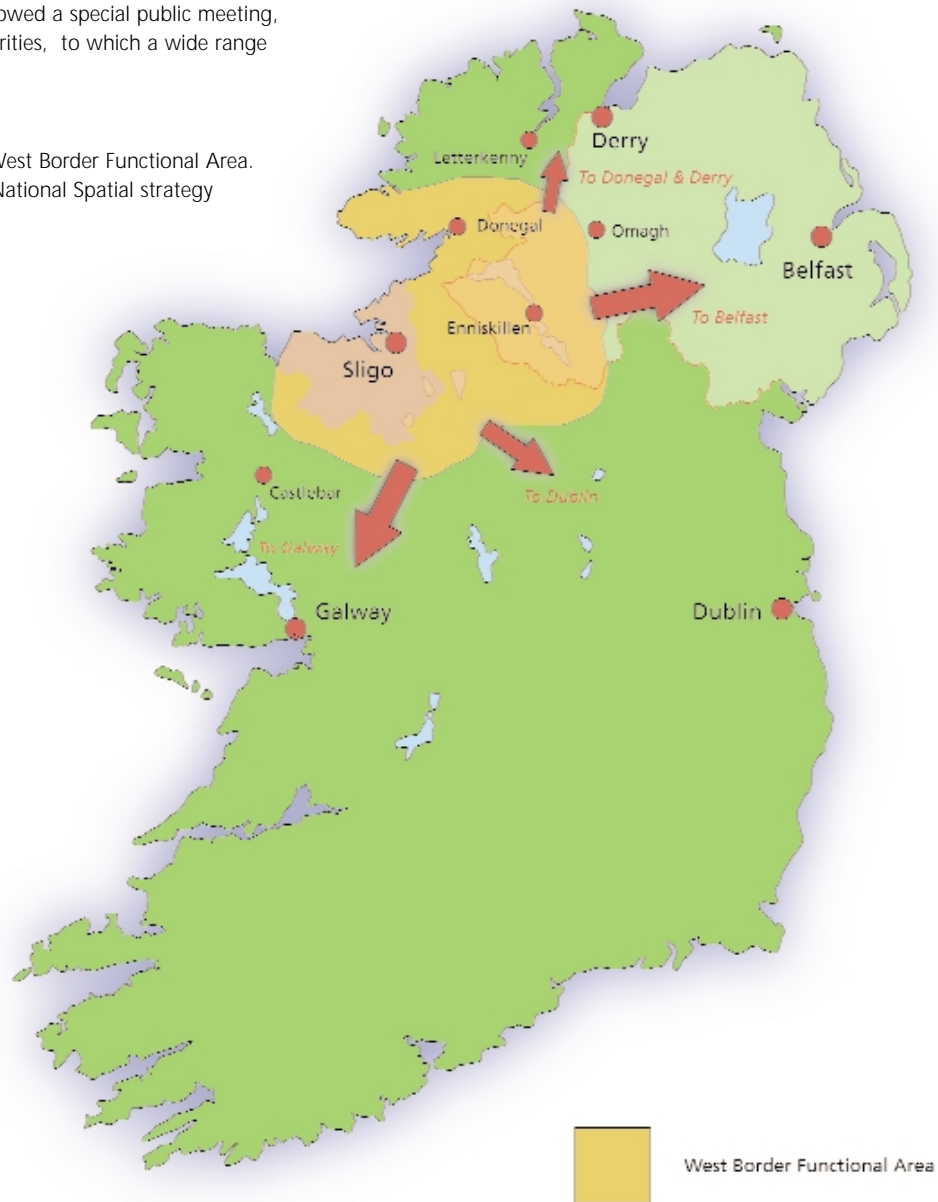 owed a special public meeting,
rities, to which a wide range
West Border Functional Area.
National Spatial strategy
Derry
Letterkenny
To Donegal & Derry
Donegal
Omagh
Belfast
To Belfast
Enniskillen
Sligo
Castlebar
To Dublin
To Galway
Galway
Dublin
West Border Functional Area